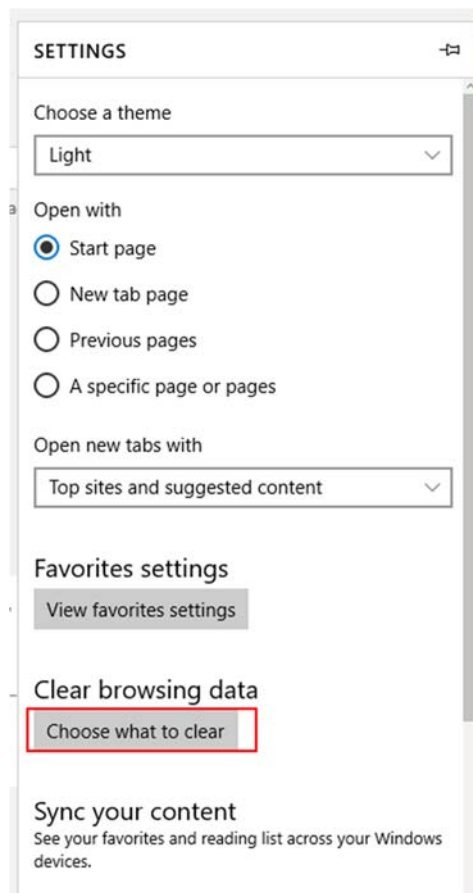 SETTINGS
Choose a theme
Light
Open with
Start page
New tab page
Previous pages
A specific page or pages
Open new tabs with
Top sites and suggested content
Favorites settings
View favorites settings
Clear browsing data
Choose what to clear
Sync your content
See your favorites and reading list across your Windows
devices.